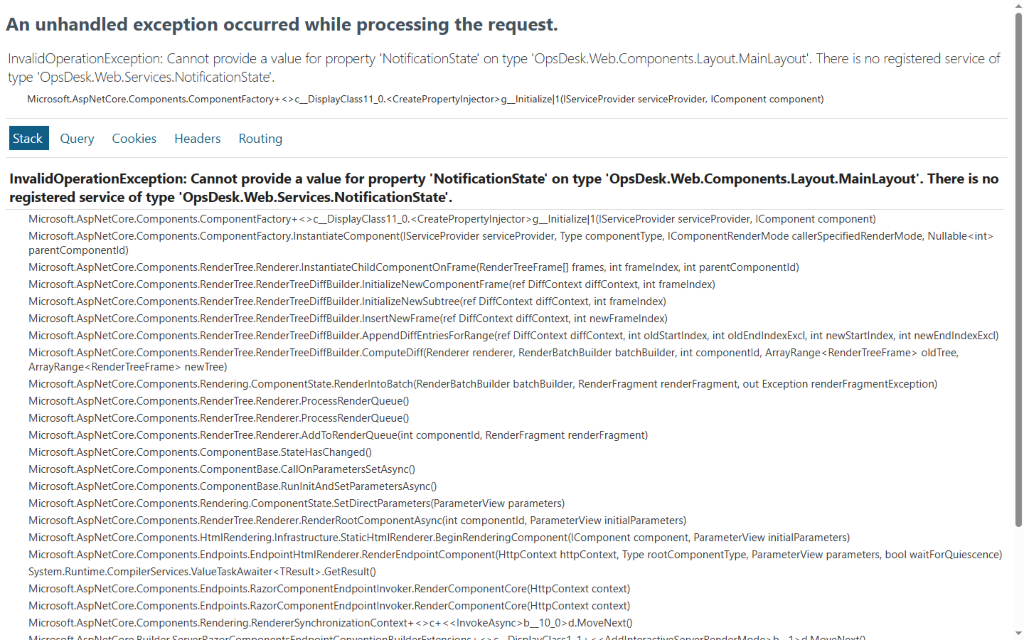 An unhandled exception occurred while processing the request.
InvalidOperationException: Cannot provide a value for property 'NotificationState' on type 'OpsDesk.Web.Components.Layout.MainLayout'. There is no registered service of
type 'OpsDesk.Web.Services.NotificationState'.
Microsoft.AspNetCore.Components.ComponentFactory+<>c__DisplayClass11_0.<CreatePropertyInjector>g__Initialize|1(IServiceProvider serviceProvider, IComponent component)
Stack Query Cookies Headers Routing
InvalidOperationException: Cannot provide a value for property 'NotificationState' on type 'OpsDesk.Web.Components.Layout.MainLayout'. There is no
registered service of type 'OpsDesk.Web.Services.NotificationState'.
Microsoft.AspNetCore.Components.ComponentFactory+<>c__DisplayClass11_0.<CreatePropertyInjector>g__Initialize|1(IServiceProvider serviceProvider, IComponent component)
Microsoft.AspNetCore.Components.ComponentFactory.InstantiateComponent(IServiceProvider serviceProvider, Type componentType, IComponentRenderMode callerSpecifiedRenderMode, Nullable<int>
parentComponentId)
Microsoft.AspNetCore.Components.RenderTree.Renderer.InstantiateChildComponentOnFrame(RenderTreeFrame[] frames, int frameIndex, int parentComponentId)
Microsoft.AspNetCore.Components.RenderTree.RenderTreeDiffBuilder.InitializeNewComponentFrame(ref DiffContext diffContext, int frameIndex)
Microsoft.AspNetCore.Components.RenderTree.RenderTreeDiffBuilder.InitializeNewSubtree(ref DiffContext diffContext, int frameIndex)
Microsoft.AspNetCore.Components.RenderTree.RenderTreeDiffBuilder.InsertNewFrame(ref DiffContext diffContext, int newFrameIndex)
Microsoft.AspNetCore.Components.RenderTree.RenderTreeDiffBuilder.AppendDiffEntriesForRange(ref DiffContext diffContext, int oldStartIndex, int oldEndIndexExcl, int newStartIndex, int newEndIndexExcl)
Microsoft.AspNetCore.Components.RenderTree.RenderTreeDiffBuilder.ComputeDiff(Renderer renderer, RenderBatchBuilder batchBuilder, int componentId, ArrayRange<RenderTreeFrame> oldTree,
ArrayRange<RenderTreeFrame> newTree)
Microsoft.AspNetCore.Components.Rendering.ComponentState.RenderIntoBatch(RenderBatchBuilder batchBuilder, RenderFragment renderFragment, out Exception renderFragmentException)
Microsoft.AspNetCore.Components.RenderTree.Renderer.ProcessRenderQueue()
Microsoft.AspNetCore.Components.RenderTree.Renderer.ProcessRenderQueue()
Microsoft.AspNetCore.Components.RenderTree.Renderer.AddToRenderQueue(int componentId, RenderFragment renderFragment)
Microsoft.AspNetCore.Components.ComponentBase.StateHasChanged()
Microsoft.AspNetCore.Components.ComponentBase.CallOnParametersSetAsync()
Microsoft.AspNetCore.Components.ComponentBase.RunInitAndSetParametersAsync()
Microsoft.AspNetCore.Components.Rendering.ComponentState.SetDirectParameters(ParameterView parameters)
Microsoft.AspNetCore.Components.RenderTree.Renderer.RenderRootComponentAsync(int componentId, ParameterView initialParameters)
Microsoft.AspNetCore.Components.HtmlRendering.Infrastructure.StaticHtmlRenderer.BeginRenderingComponent(IComponent component, ParameterView initialParameters)
Microsoft.AspNetCore.Components.Endpoints.EndpointHtmlRenderer.RenderEndpointComponent(HttpContext httpContext, Type rootComponentType, ParameterView parameters, bool waitForQuiescence)
System.Runtime.CompilerServices.ValueTaskAwaiter<TResult>.GetResult()
Microsoft.AspNetCore.Components.Endpoints.RazorComponentEndpointInvoker.RenderComponentCore(HttpContext context)
Microsoft.AspNetCore.Components.Endpoints.RazorComponentEndpointInvoker.RenderComponentCore(HttpContext context)
Microsoft.AspNetCore.Components.Rendering.RendererSynchronizationContext+<>c+<<InvokeAsync>b__10_0>d.MoveNext()
Microsoft.AspNetCore.Builder.ServerRazorComponentsEndpointConventionBuilderExtensions+<>c__DisplayClass1_1+<<AddInteractiveServerRenderMode>b__1>d.MoveNext()